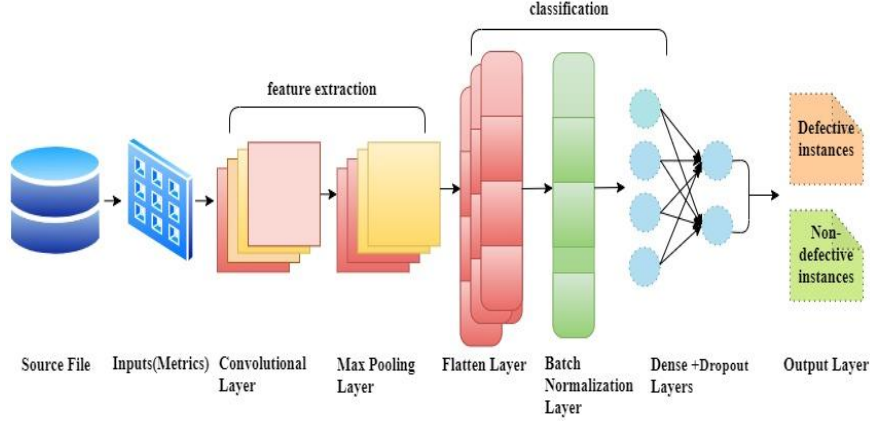 classification
feature extraction
Defective
instances
Non-
defective
instances
Source File
Inputs(Metrics)
Convolutional
Layer
Max Pooling
Layer
Flatten Layer
Batch
Normalization
Layer
Dense +Dropout
Layers
Output Layer